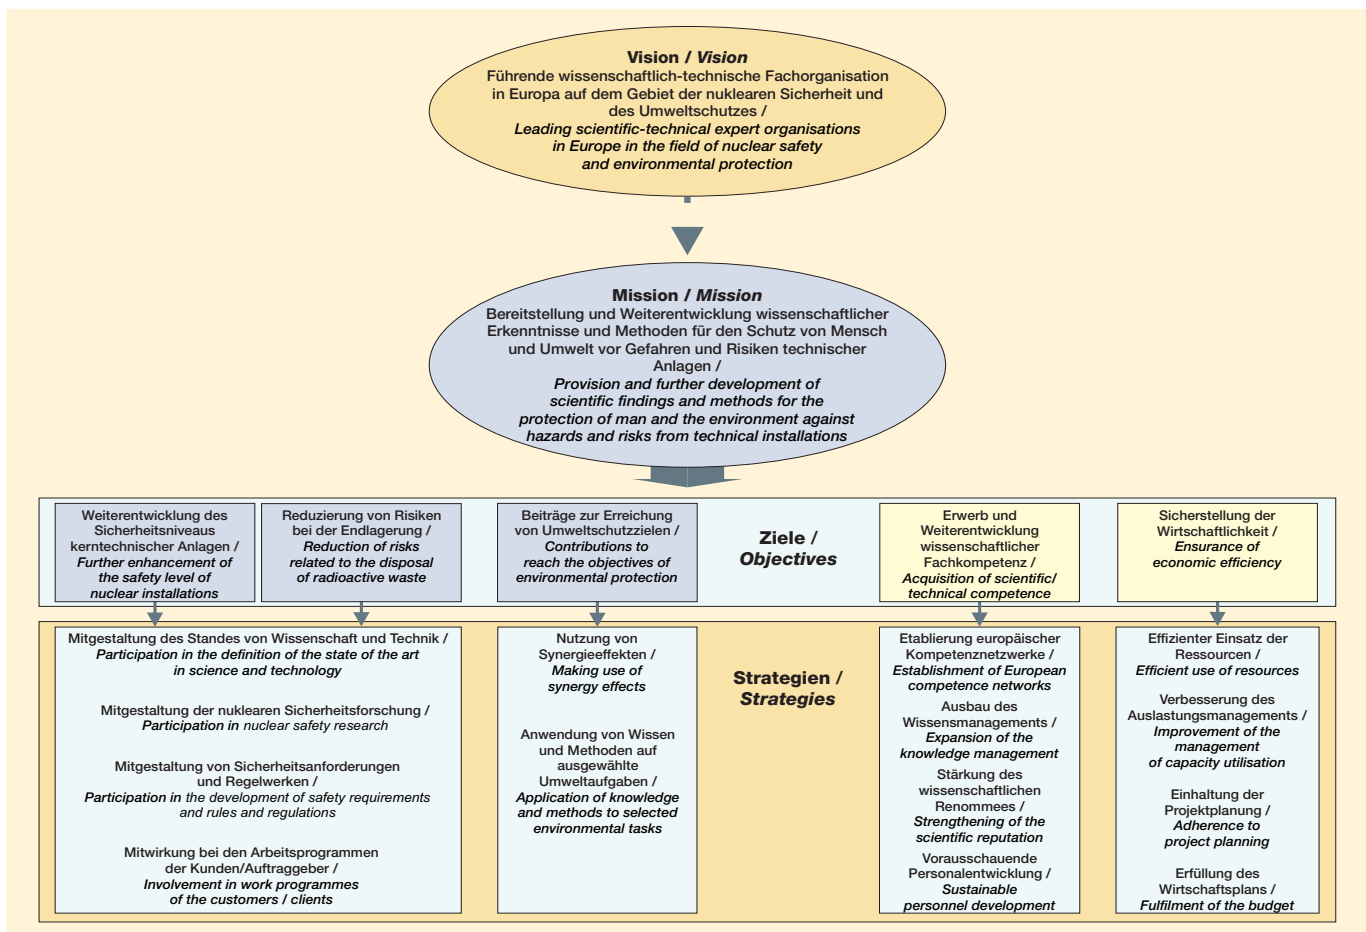 Vision / Vision
Führende wissenschaftlich-technische Fachorganisation
in Europa auf dem Gebiet der nuklearen Sicherheit und
des Umweltschutzes /
Leading scientific-technical expert organisations
in Europe in the field of nuclear safety
and environmental protection
Mission / Mission
Bereitstellung und Weiterentwicklung wissenschaftlicher
Erkenntnisse und Methoden für den Schutz von Mensch
und Umwelt vor Gefahren und Risiken technischer
Anlagen /
Provision and further development of
scientific findings and methods for the
protection of man and the environment against
hazards and risks from technical installations
Weiterentwicklung des
Sicherheitsniveaus
kerntechnischer Anlagen /
Further enhancement of
the safety level of
nuclear installations
Reduzierung von Risiken
bei der Endlagerung /
Reduction of risks
related to the disposal
of radioactive waste
Beiträge zur Erreichung
von Umweltschutzzielen /
Contributions to
reach the objectives of
environmental protection
Ziele /
Objectives
Erwerb und
Weiterentwicklung
wissenschaftlicher
Fachkompetenz /
Acquisition of scientific/
technical competence
Sicherstellung der
Wirtschaftlichkeit /
Ensurance of
economic efficiency
Mitgestaltung des Standes von Wissenschaft und Technik /
Participation in the definition of the state of the art
in science and technology
Mitgestaltung der nuklearen Sicherheitsforschung /
Participation in nuclear safety research
Mitgestaltung von Sicherheitsanforderungen
und Regelwerken /
Participation in the development of safety requirements
and rules and regulations
Mitwirkung bei den Arbeitsprogrammen
der Kunden/Auftraggeber /
Involvement in work programmes
of the customers / clients
Nutzung von
Synergieeffekten /
Making use of
synergy effects
Anwendung von Wissen
und Methoden auf
ausgewählte
Umweltaufgaben /
Application of knowledge
and methods to selected
environmental tasks
Strategien /
Strategies
Etablierung europäischer
Kompetenznetzwerke /
Establishment of European
competence networks
Ausbau des
Wissensmanagements /
Expansion of the
knowledge management
Stärkung des
wissenschaftlichen
Renommees /
Strengthening of the
scientific reputation
Vorausschauende
Personalentwicklung /
Sustainable
personnel development
Effizienter Einsatz der
Ressourcen /
Efficient use of resources
Verbesserung des
Auslastungsmanagements /
Improvement of the
management
of capacity utilisation
Einhaltung der
Projektplanung /
Adherence to
project planning
Erfüllung des
Wirtschaftsplans /
Fulfilment of the budget